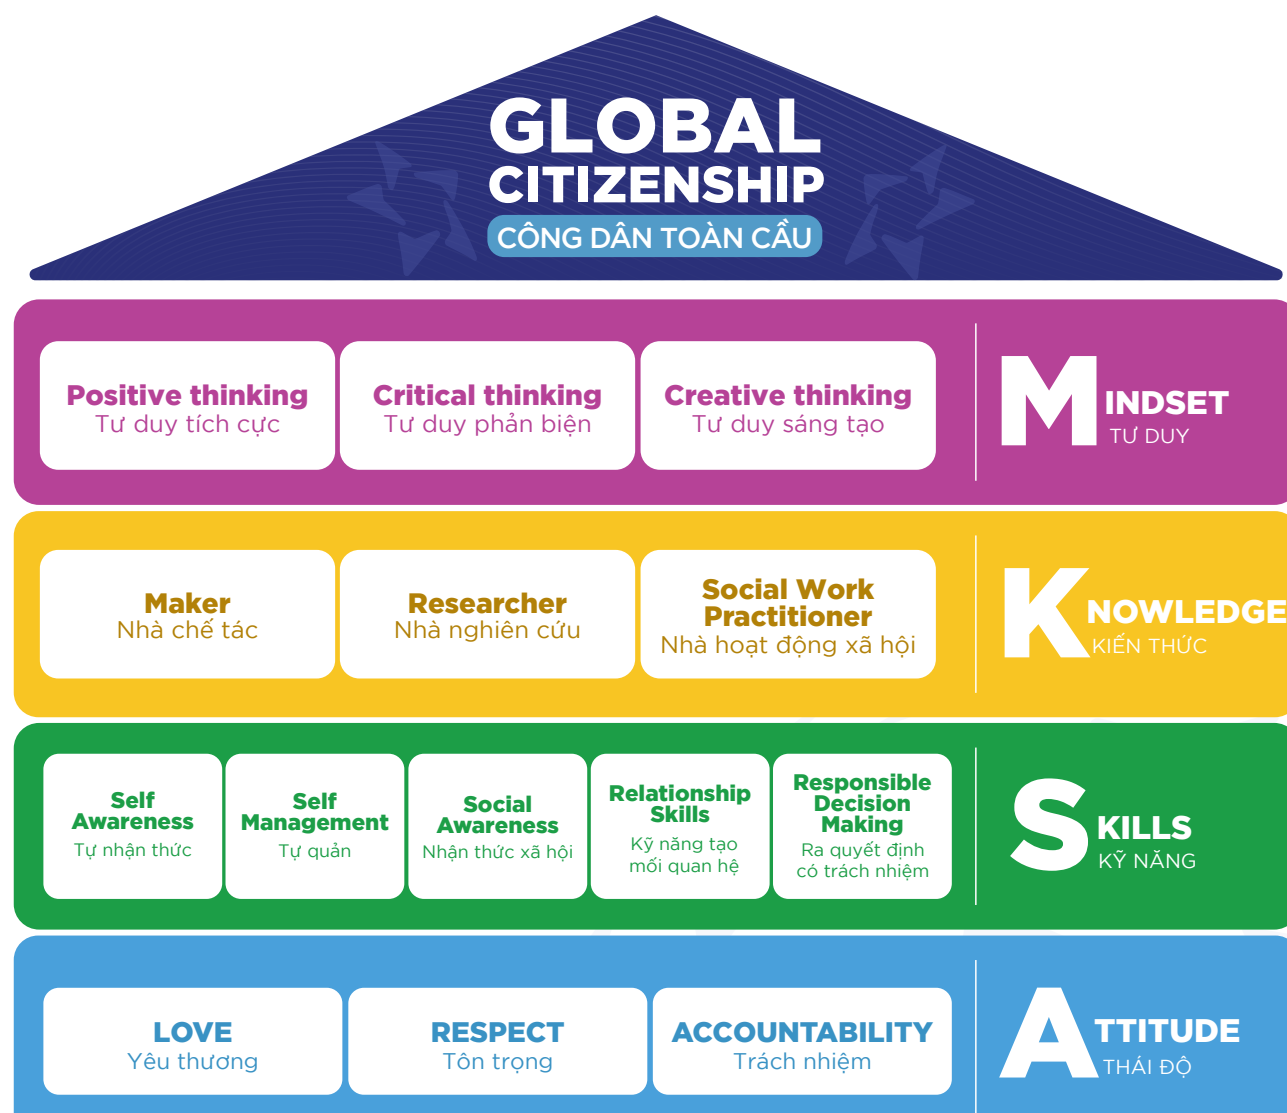 GLOBAL
CITIZENSHIP
CÔNG DÂN TOÀN CẦU
Positive thinking
Tư duy tích cực
Critical thinking
Tư duy phản biện
Creative thinking
Tư duy sáng tạo
MINDSET
TƯ DUY
Maker
Nhà chế tác
Researcher
Nhà nghiên cứu
Social Work
Practitioner
Nhà hoạt động xã hội
KNOWLEDGE
KIẾN THỨC
Self
Awareness
Tự nhận thức
Self
Management
Tự quản
Social
Awareness
Nhận thức xã hội
Relationship
Skills
Kỹ năng tạo
mối quan hệ
Responsible
Decision
Making
Ra quyết định
có trách nhiệm
SKILLS
KỸ NĂNG
LOVE
Yêu thương
RESPECT
Tôn trọng
ACCOUNTABILITY
Trách nhiệm
ATTITUDE
THÁI ĐỘ